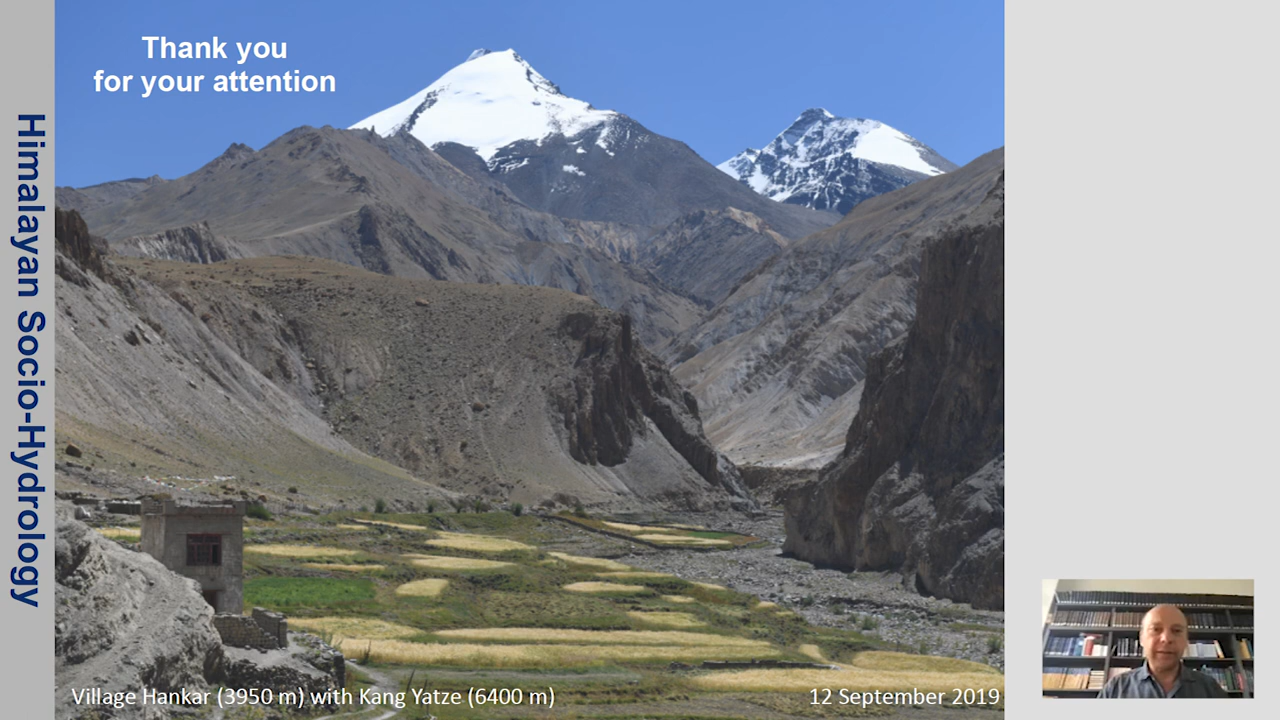 Himalayan Socio-Hydrology
Thank you
for your attention
Village Hankar (3950 m) with Kang Yatze (6400 m)
12 September 2019